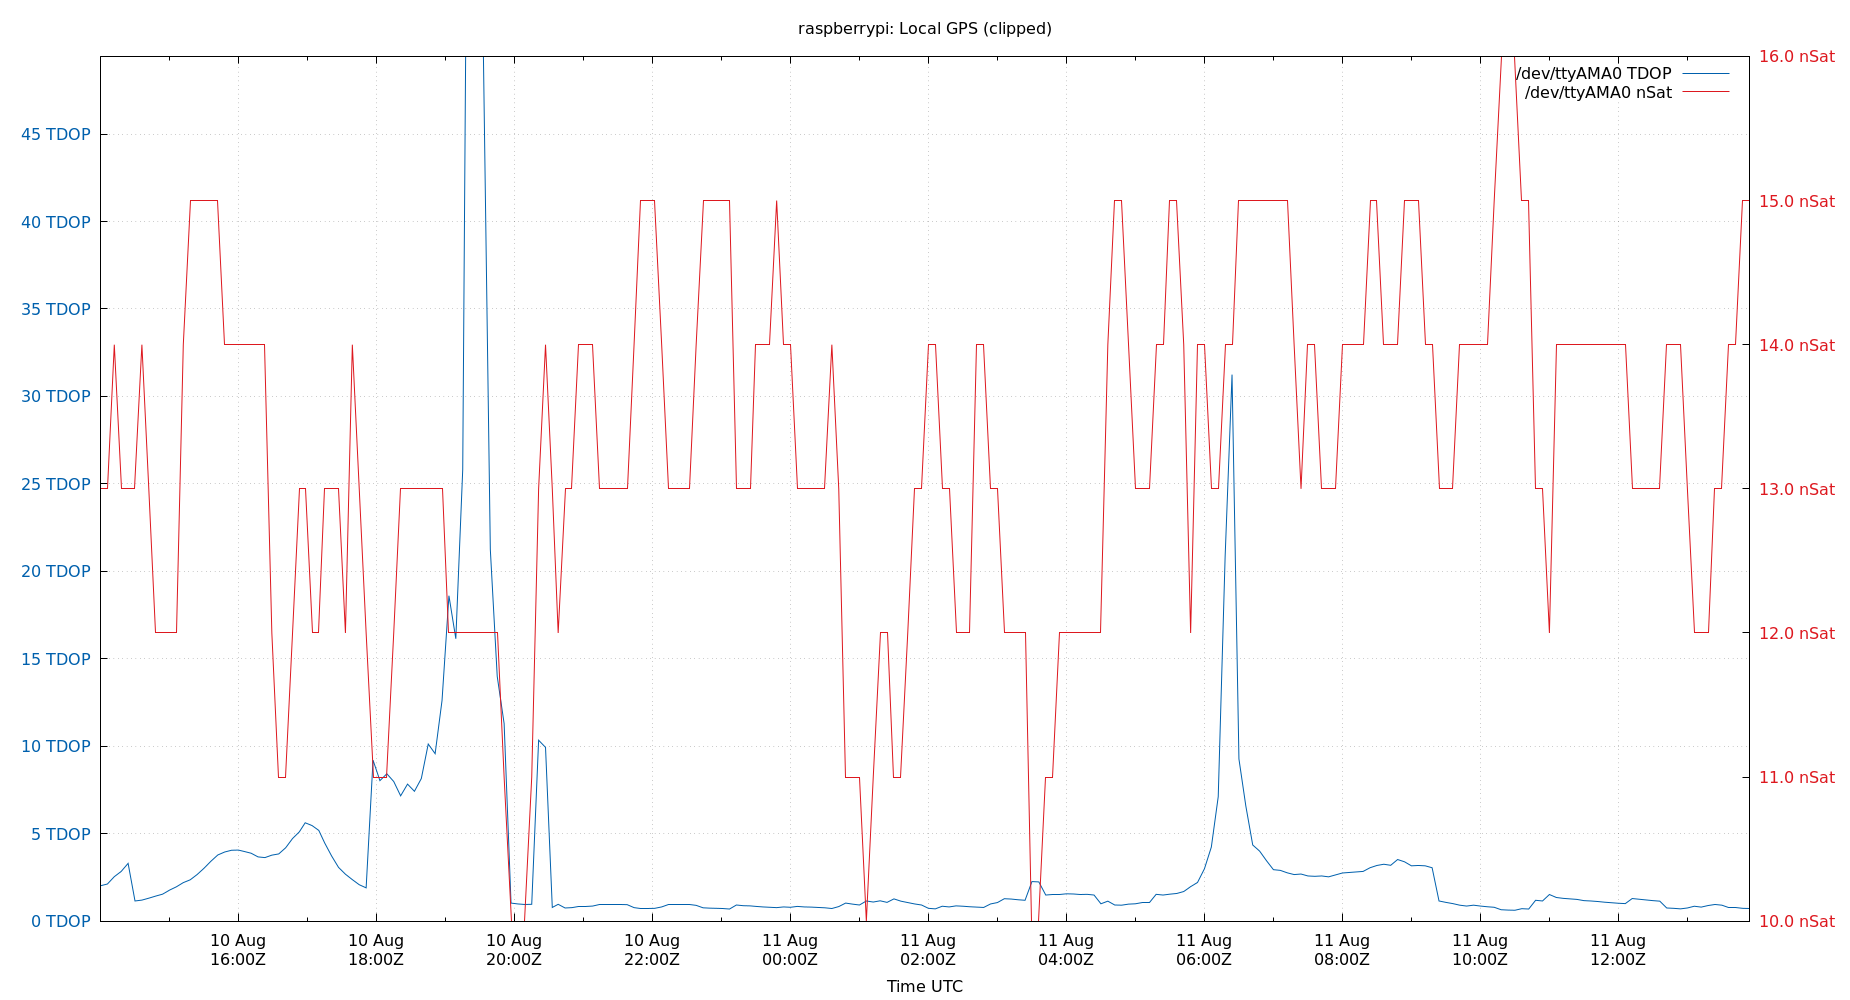 raspberrypi: Local GPS (clipped)
16.0 nSat
/dev/ttyAMA0 TDOP
/dev/ttyAMA0 nSat
45 TDOP
15.0 nSat
40 TDOP
35 TDOP
14.0 nSat
30 TDOP
25 TDOP
13.0 nSat
20 TDOP
12.0 nSat
15 TDOP
10 TDOP
11.0 nSat
5 TDOP
0 TDOP
10.0 nSat
10 Aug 10 Aug 10 Aug 10 Aug 11 Aug 11 Aug 11 Aug 11 Aug 11 Aug 11 Aug 11 Aug
16:00Z 18:00Z 20:00Z 22:00Z 00:00Z 02:00Z 04:00Z 06:00Z 08:00Z 10:00Z 12:00Z
Time UTC